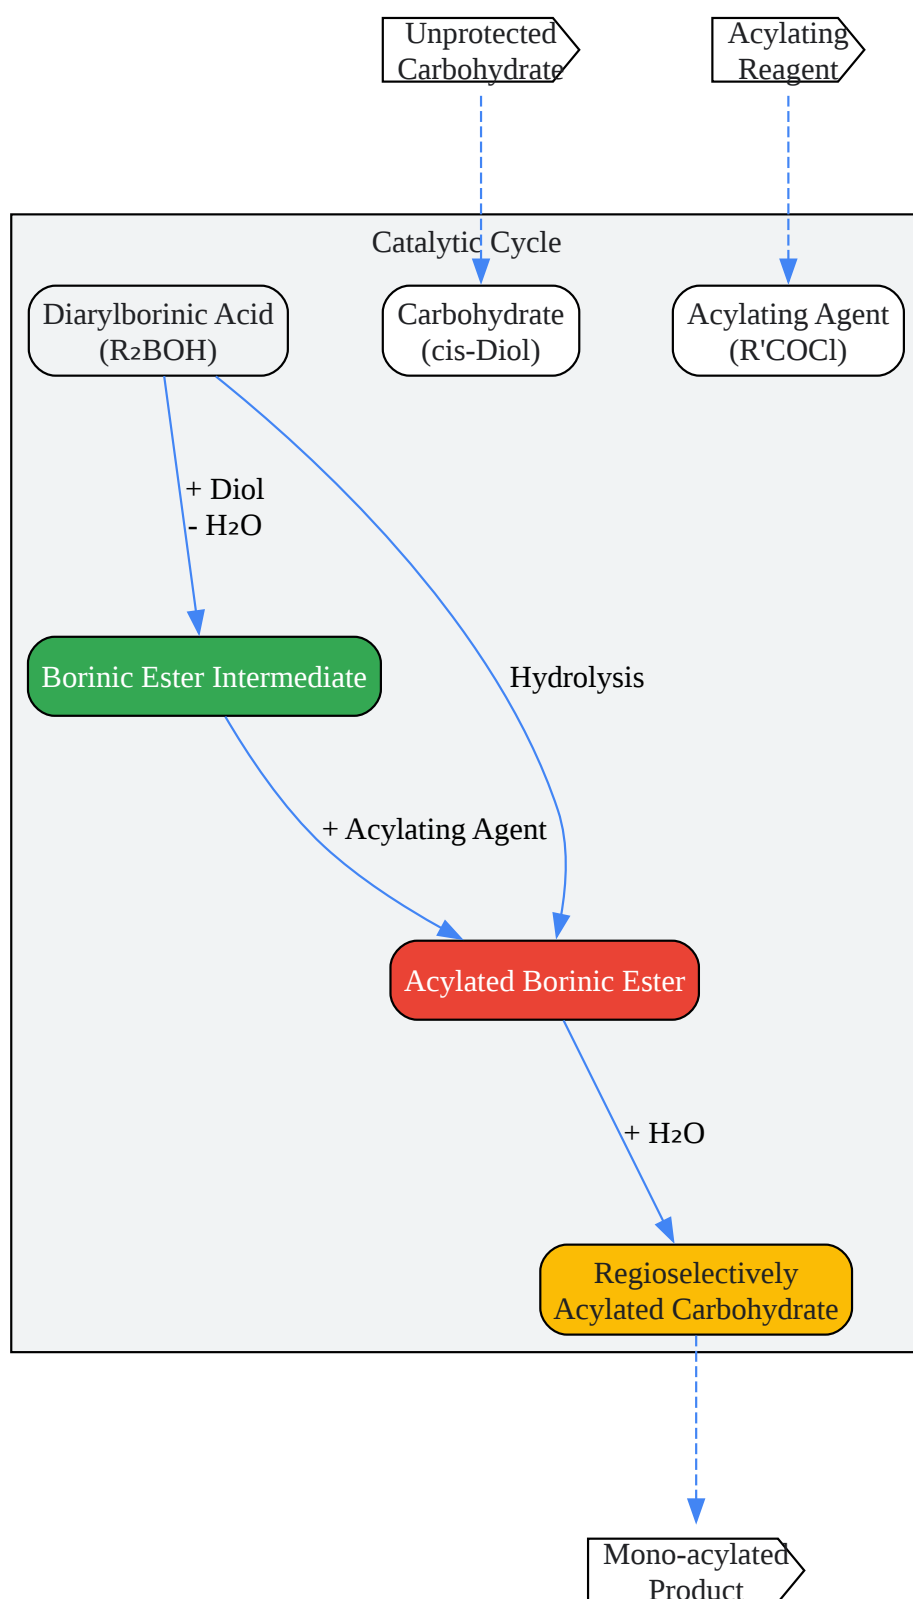 Unprotected
Carbohydrate
Acylating
Reagent
Catalytic Cycle
Diarylborinic Acid
(R₂BOH)
Carbohydrate
(cis-Diol)
Acylating Agent
(R'COCl)
+ Diol
- H₂O
Borinic Ester Intermediate
Hydrolysis
+ Acylating Agent
Acylated Borinic Ester
+ H₂O
Regioselectively
Acylated Carbohydrate
Mono-acylated
Product